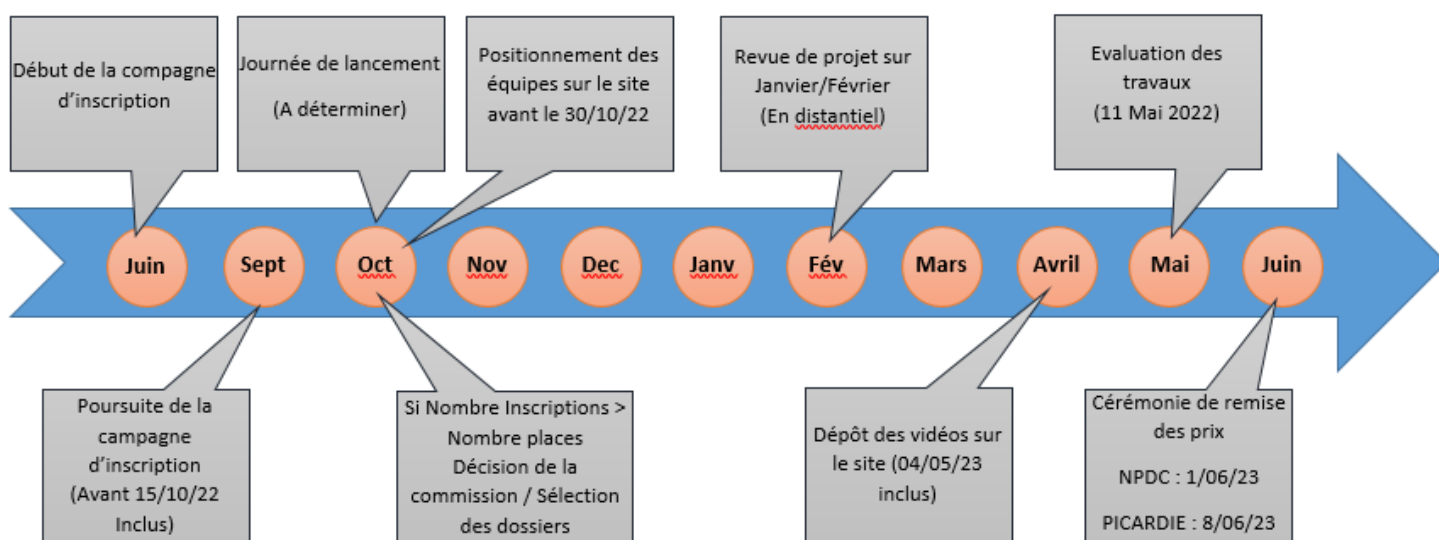 Début de la compagne
d'inscription
Journée de lancement
(A déterminer)
Positionnement des
équipes sur le site
avant le 30/10/22
Revue de projet sur
Janvier/Février
(En distantiel)
Evaluation des
travaux
(11 Mai 2022)
Juin
Sept
Oct
Nov
Dec
Janv
Fév
Mars
Avril
Mai
Juin
Poursuite de la
campagne
d'inscription
(Avant 15/10/22
Inclus)
Si Nombre Inscriptions >
Nombre places
Décision de la
commission / Sélection
des dossiers
Dépôt des vidéos sur
le site (04/05/23
inclus)
Cérémonie de remise
des prix
NPDC : 1/06/23
PICARDIE : 8/06/23